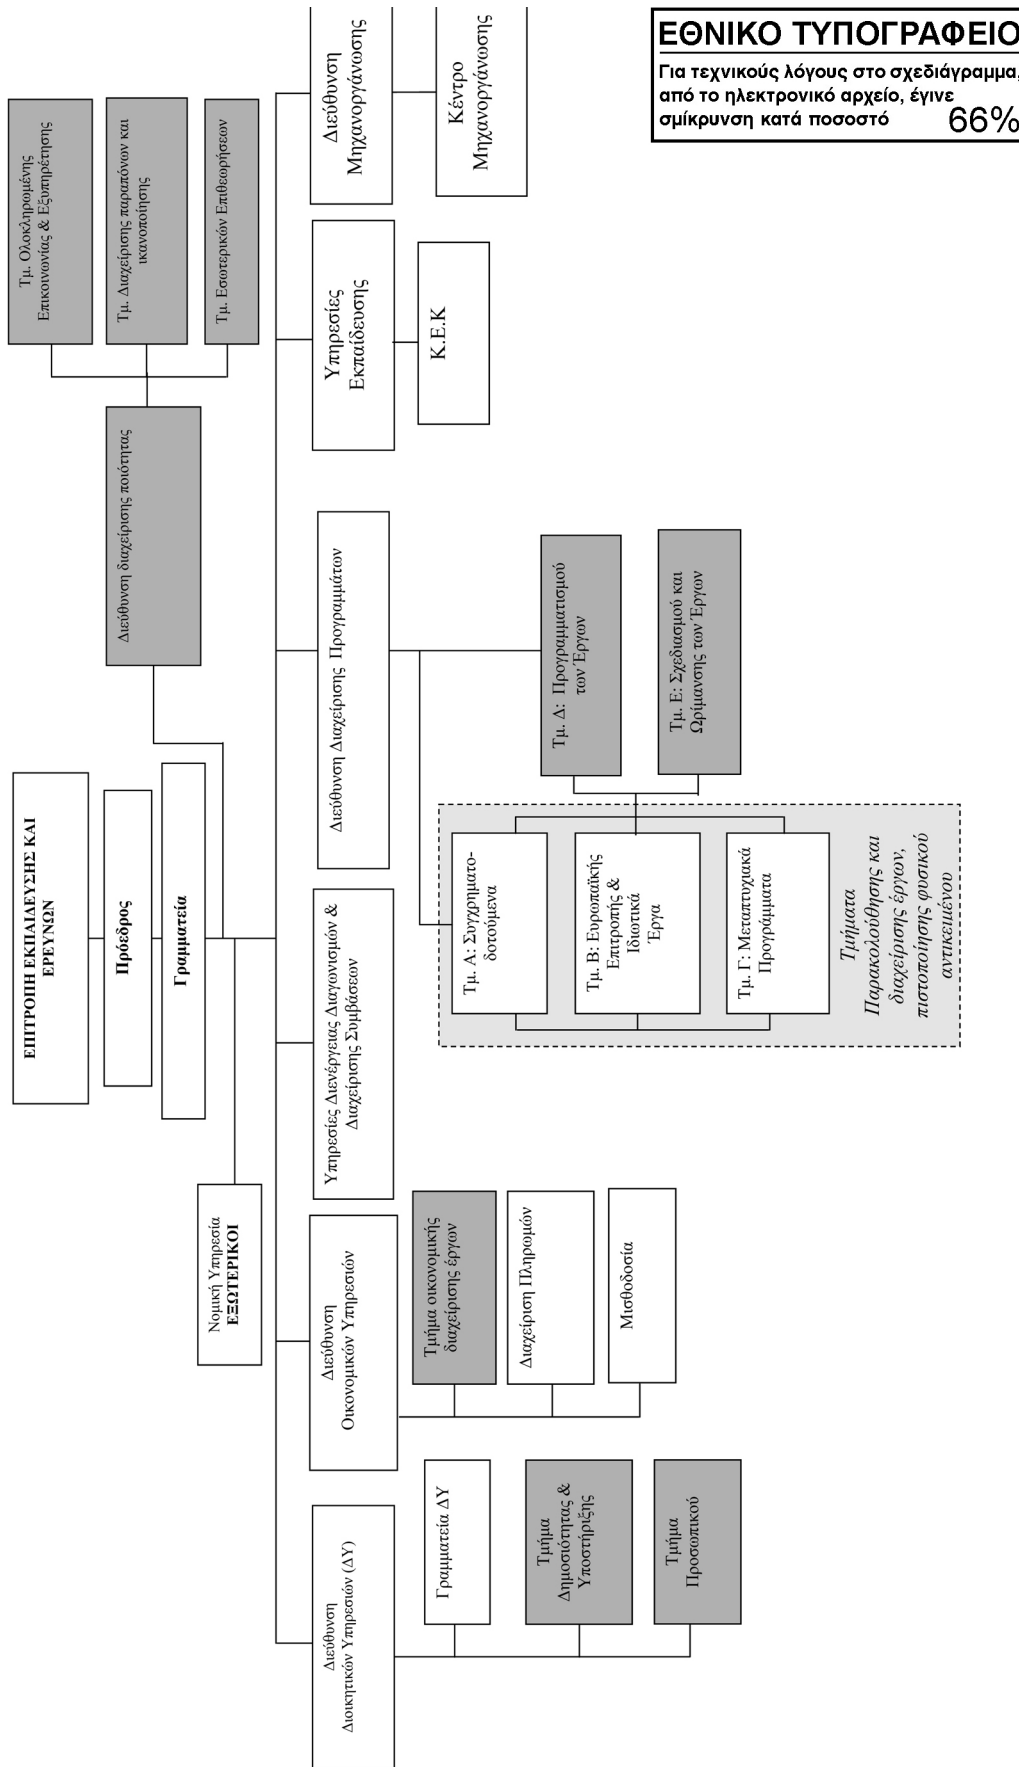 ΕΘΝΙΚΟ ΤΥΠΟΓΡΑΦΕΙΟ
Για τεχνικούς λόγους στο σχεδιάγραμμα,
από το ηλεκτρονικό αρχείο, έγινε
σμίκρυνση κατά ποσοστό 66%
ΕΠΙΤΡΟΠΗ ΕΚΠΑΙΔΕΥΣΗΣ ΚΑΙ
ΕΡΕΥΝΩΝ
Πρόεδρος
Γραμματεία
Νομική Υπηρεσία
ΕΞΩΤΕΡΙΚΟΙ
Διεύθυνση διαχείρισης ποιότητας
Τμ. Ολοκληρωμένης
Επικοινωνίας & Εξυπηρέτησης
Τμ. Διαχείρισης παραπόνων και
ικανοποίησης
Τμ. Εσωτερικών Επιθεωρήσεων
Διεύθυνση
Διοικητικών Υπηρεσιών (ΔΥ)
Γραμματεία ΔΥ
Τμήμα
Δημοσιότητας &
Υποστήριξης
Τμήμα
Προσωπικού
Διεύθυνση
Οικονομικών Υπηρεσιών
Τμήμα οικονομικής
διαχείρισης έργων
Διαχείριση Πληρωμών
Μισθοδοσία
Υπηρεσίες Διενέργειας Διαγωνισμών &
Διαχείρισης Συμβάσεων
Διεύθυνση Διαχείρισης Προγραμμάτων
Τμ. Α: Συγχρηματο-
δοτούμενα
Τμ. Β: Ευρωπαϊκής
Επιτροπής &
Ιδιωτικά
Έργα
Τμ. Γ: Μεταπτυχιακά
Προγράμματα
Τμήματα
Παρακολούθησης και
διαχείρισης έργων,
πιστοποίησης φυσικού
αντικειμένου
Τμ. Δ: Προγραμματισμού
των Έργων
Τμ. Ε: Σχεδιασμού και
Ωρίμανσης των Έργων
Υπηρεσίες
Εκπαίδευσης
Κ.Ε.Κ
Διεύθυνση
Μηχανοργάνωσης
Κέντρο
Μηχανοργάνωσης